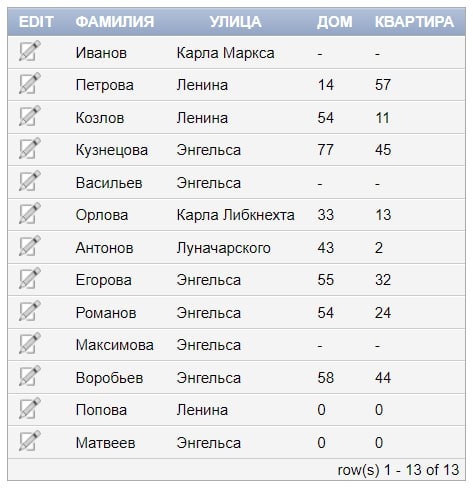 EDIT ФАМИЛИЯ УЛИЦА ДОМ КВАРТИРА
Иванов Карла Маркса - -
Петрова Ленина 14 57
Козлов Ленина 54 11
Кузнецова Энгельса 77 45
Васильев Энгельса - -
Орлова Карла Либкнехта 33 13
Антонов Луначарского 43 2
Егорова Энгельса 55 32
Романов Энгельса 54 24
Максимова Энгельса - -
Воробьев Энгельса 58 44
Попова Ленина 0 0
Матвеев Энгельса 0 0
row(s) 1 - 13 of 13